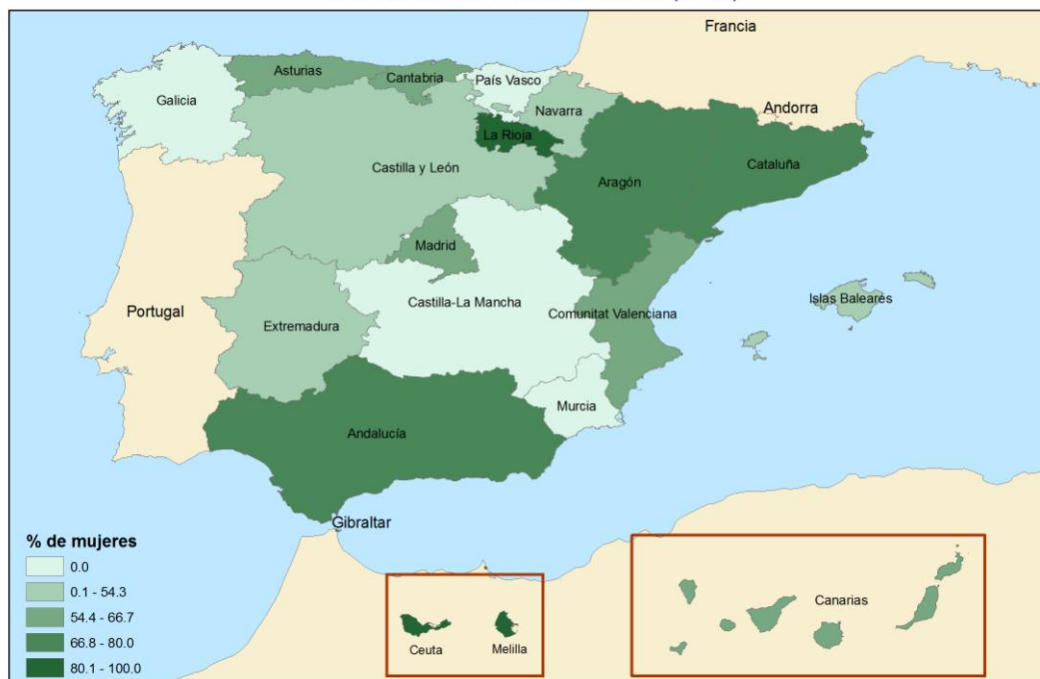 Francia
Asturias
Cantabria
País Vasco
Galicia
Navarra
Andorra
La Rioja
Castilla y León
Aragón
Cataluña
Madrid
Castilla-La Mancha
Islas Baleares
Portugal
Extremadura
Comunitat Valenciana
Murcia
Andalucía
Gibraltar
% de mujeres
0.0
0.1 - 54.3
54.4 - 66.7
66.8 - 80.0
80.1 - 100.0
Ceuta
Melilla
Canarias